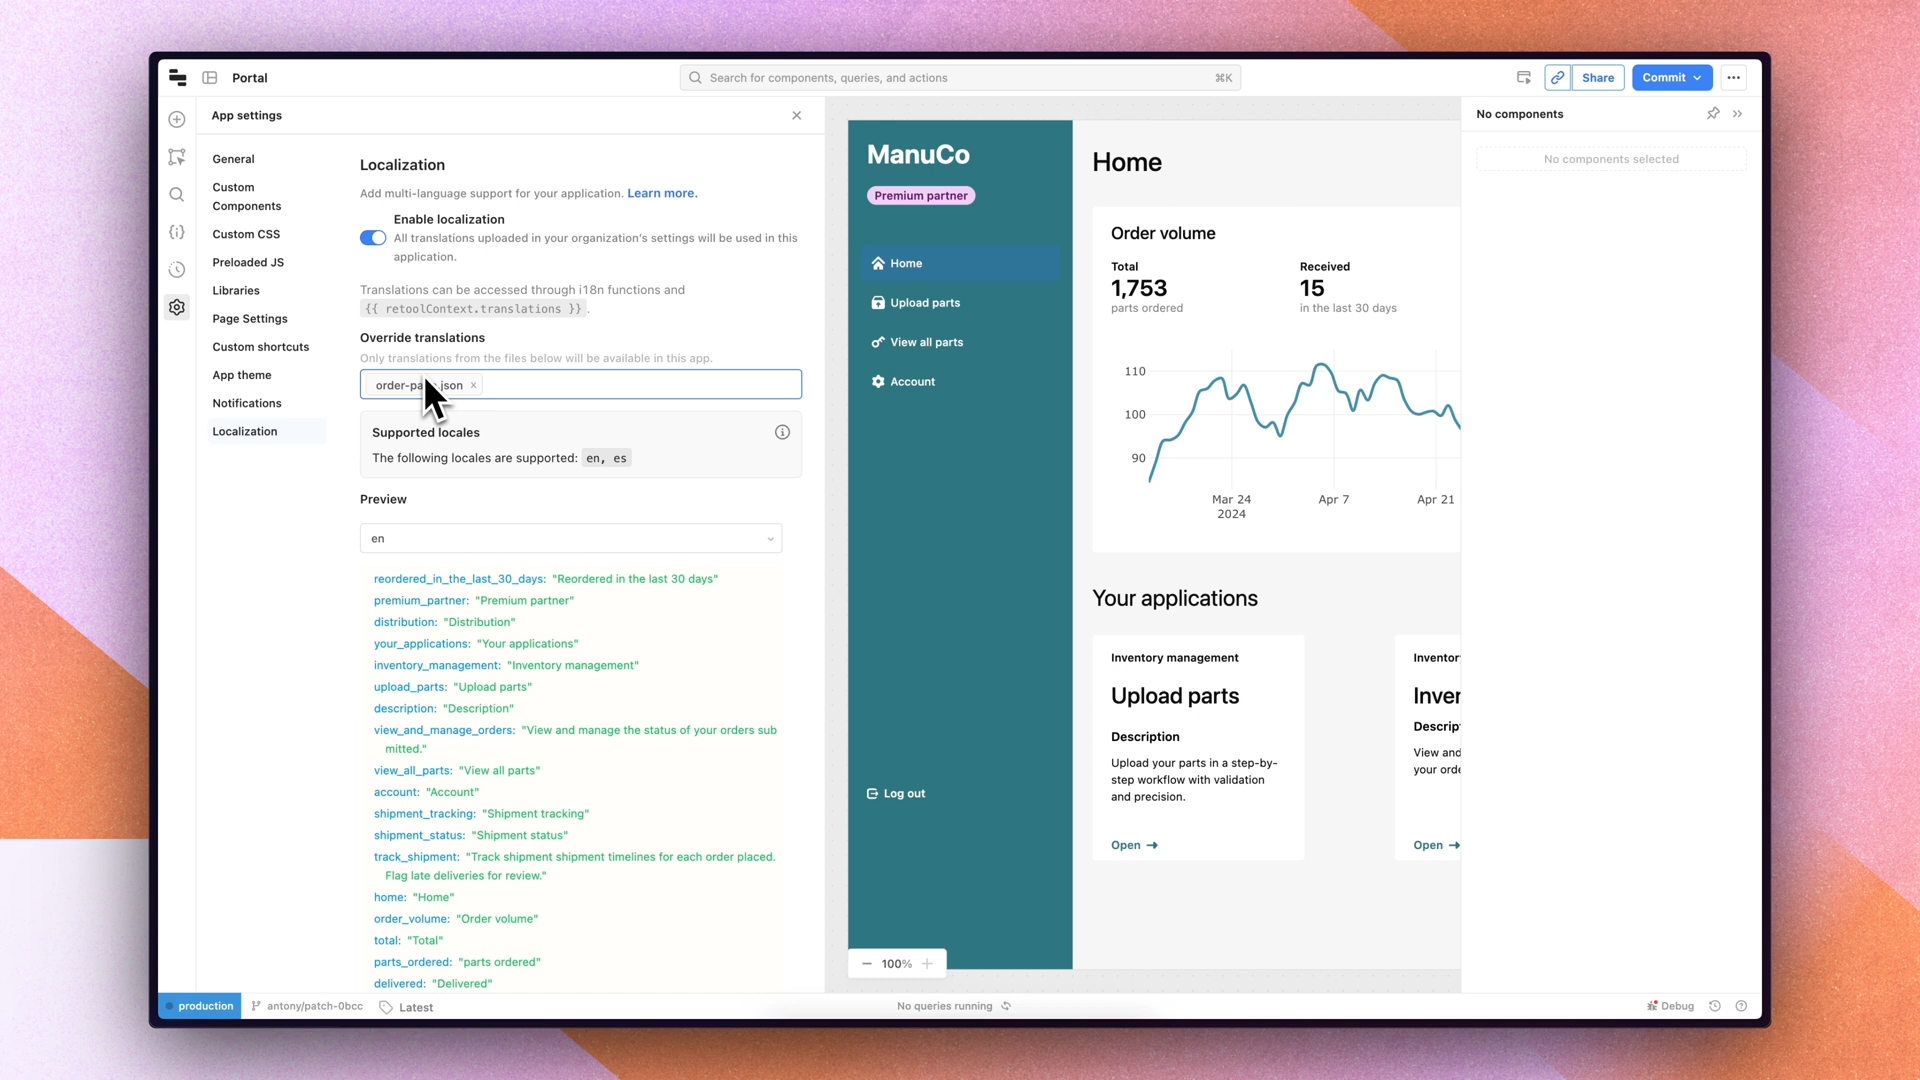 Portal
Search for components, queries, and actions
⌘K
Share
Commit
App settings
General
Custom
Components
Custom CSS
Preloaded JS
Libraries
Page Settings
Custom shortcuts
App theme
Notifications
Localization
Localization
Add multi-language support for your application. Learn more.
Enable localization
All translations uploaded in your organization's settings will be used in this
application.
Translations can be accessed through i18n functions and
{{ retoolContext.translations }}.
Override translations
Only translations from the files below will be available in this app.
Supported locales
The following locales are supported: en, es
Preview
en
reordered_in_the_last_30_days: "Reordered in the last 30 days"
premium_partner: "Premium partner"
distribution: "Distribution"
your_applications: "Your applications"
inventory_management: "Inventory management"
upload_parts: "Upload parts"
description: "Description"
view_and_manage_orders: "View and manage the status of your orders sub
mitted."
view_all_parts: "View all parts"
account: "Account"
shipment_tracking: "Shipment tracking"
shipment_status: "Shipment status"
track_shipment: "Track shipment shipment timelines for each order placed.
Flag late deliveries for review."
home: "Home"
order_volume: "Order volume"
total: "Total"
parts_ordered: "parts ordered"
delivered: "Delivered"
ManuCo
Premium partner
Home
Upload parts
View all parts
Account
Log out
100%
Home
Order volume
Total
1,753
parts ordered
Received
15
in the last 30 days
110
100
90
Mar 24
2024
Apr 7
Apr 21
Your applications
Inventory management
Upload parts
Description
Upload your parts in a step-by-
step workflow with validation
and precision.
Open
Inventor
Inver
Descrip
View and
your orde
Open
No components
No components selected
production
antony/patch-0bcc
Latest
No queries running
Debug